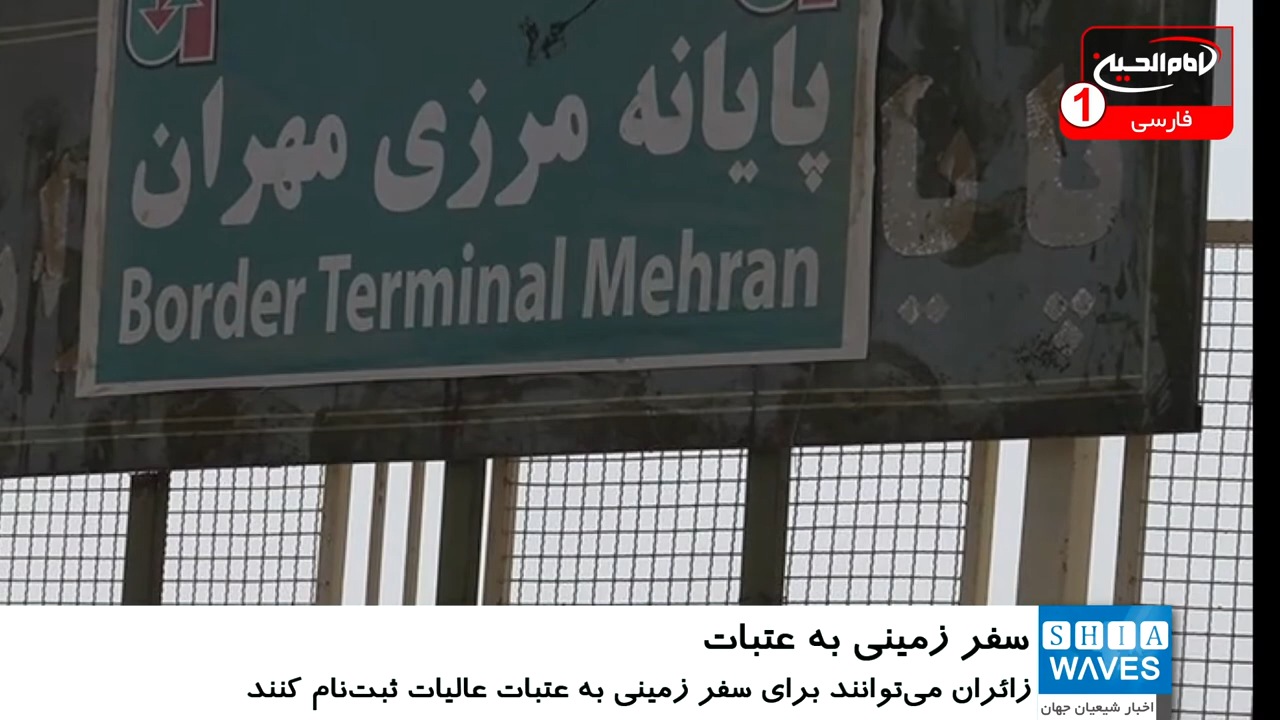 پایانه مرزی مهران
Border Terminal Mehran
پایا
امام الحسین
1
فارسی
سفر زمینی به عتبات
زائران می‌توانند برای سفر زمینی به عتبات عالیات ثبت‌نام کنند
SHIA
WAVES
اخبار شیعیان جهان